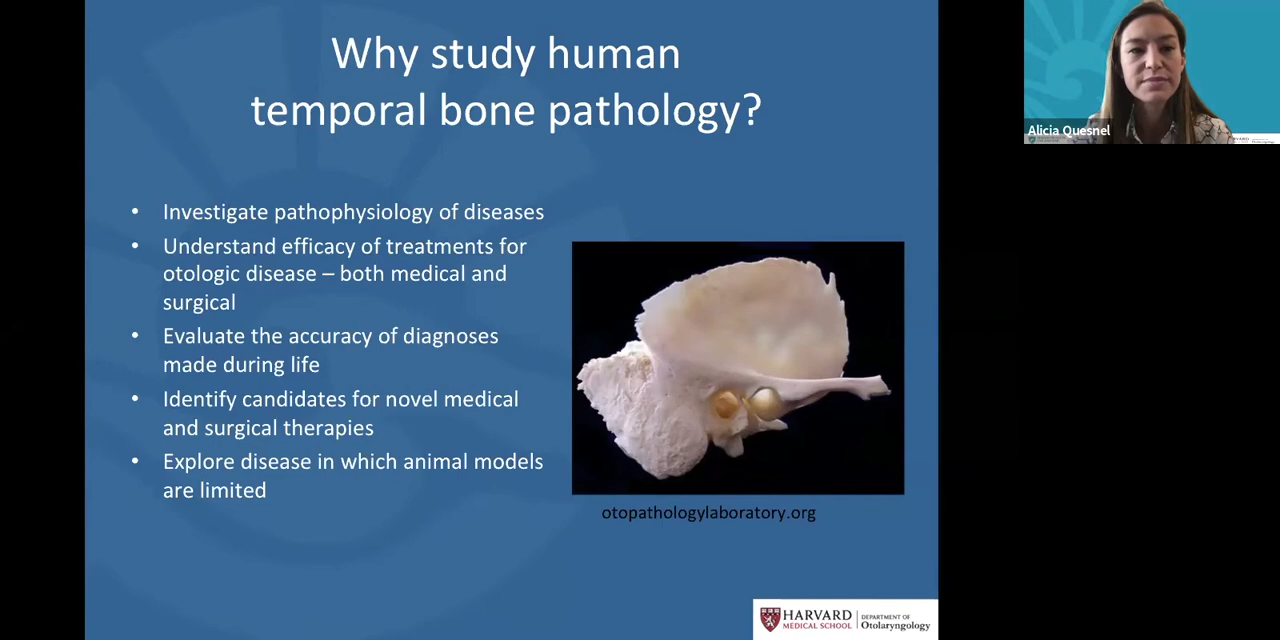 Why study human
temporal bone pathology?
Alicia Quesnel
• Investigate pathophysiology of diseases
• Understand efficacy of treatments for
otologic disease – both medical and
surgical
• Evaluate the accuracy of diagnoses
made during life
• Identify candidates for novel medical
and surgical therapies
• Explore disease in which animal models
are limited
otopathologylaboratory.org
HARVARD
MEDICAL SCHOOL
DEPARTMENT OF
Otolaryngology